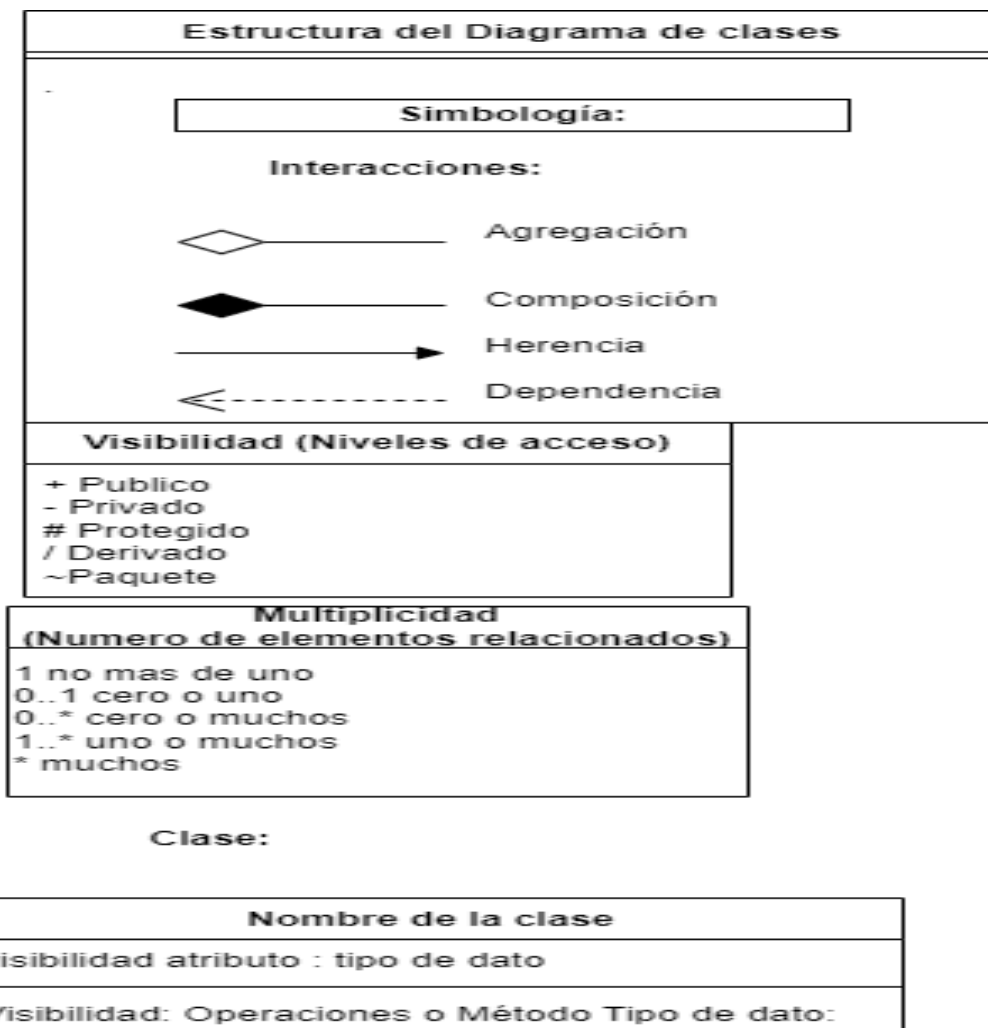 Estructura del Diagrama de clases
Simbología:
Interacciones:
Agregación
Composición
Herencia
Dependencia
Visibilidad (Niveles de acceso)
+ Publico
- Privado
# Protegido
/ Derivado
~Paquete
Multiplicidad
(Numero de elementos relacionados)
1 no mas de uno
0..1 cero o uno
0..* cero o muchos
1..* uno o muchos
* muchos
Clase:
Nombre de la clase
isibilidad atributo : tipo de dato
Visibilidad: Operaciones o Método Tipo de dato: